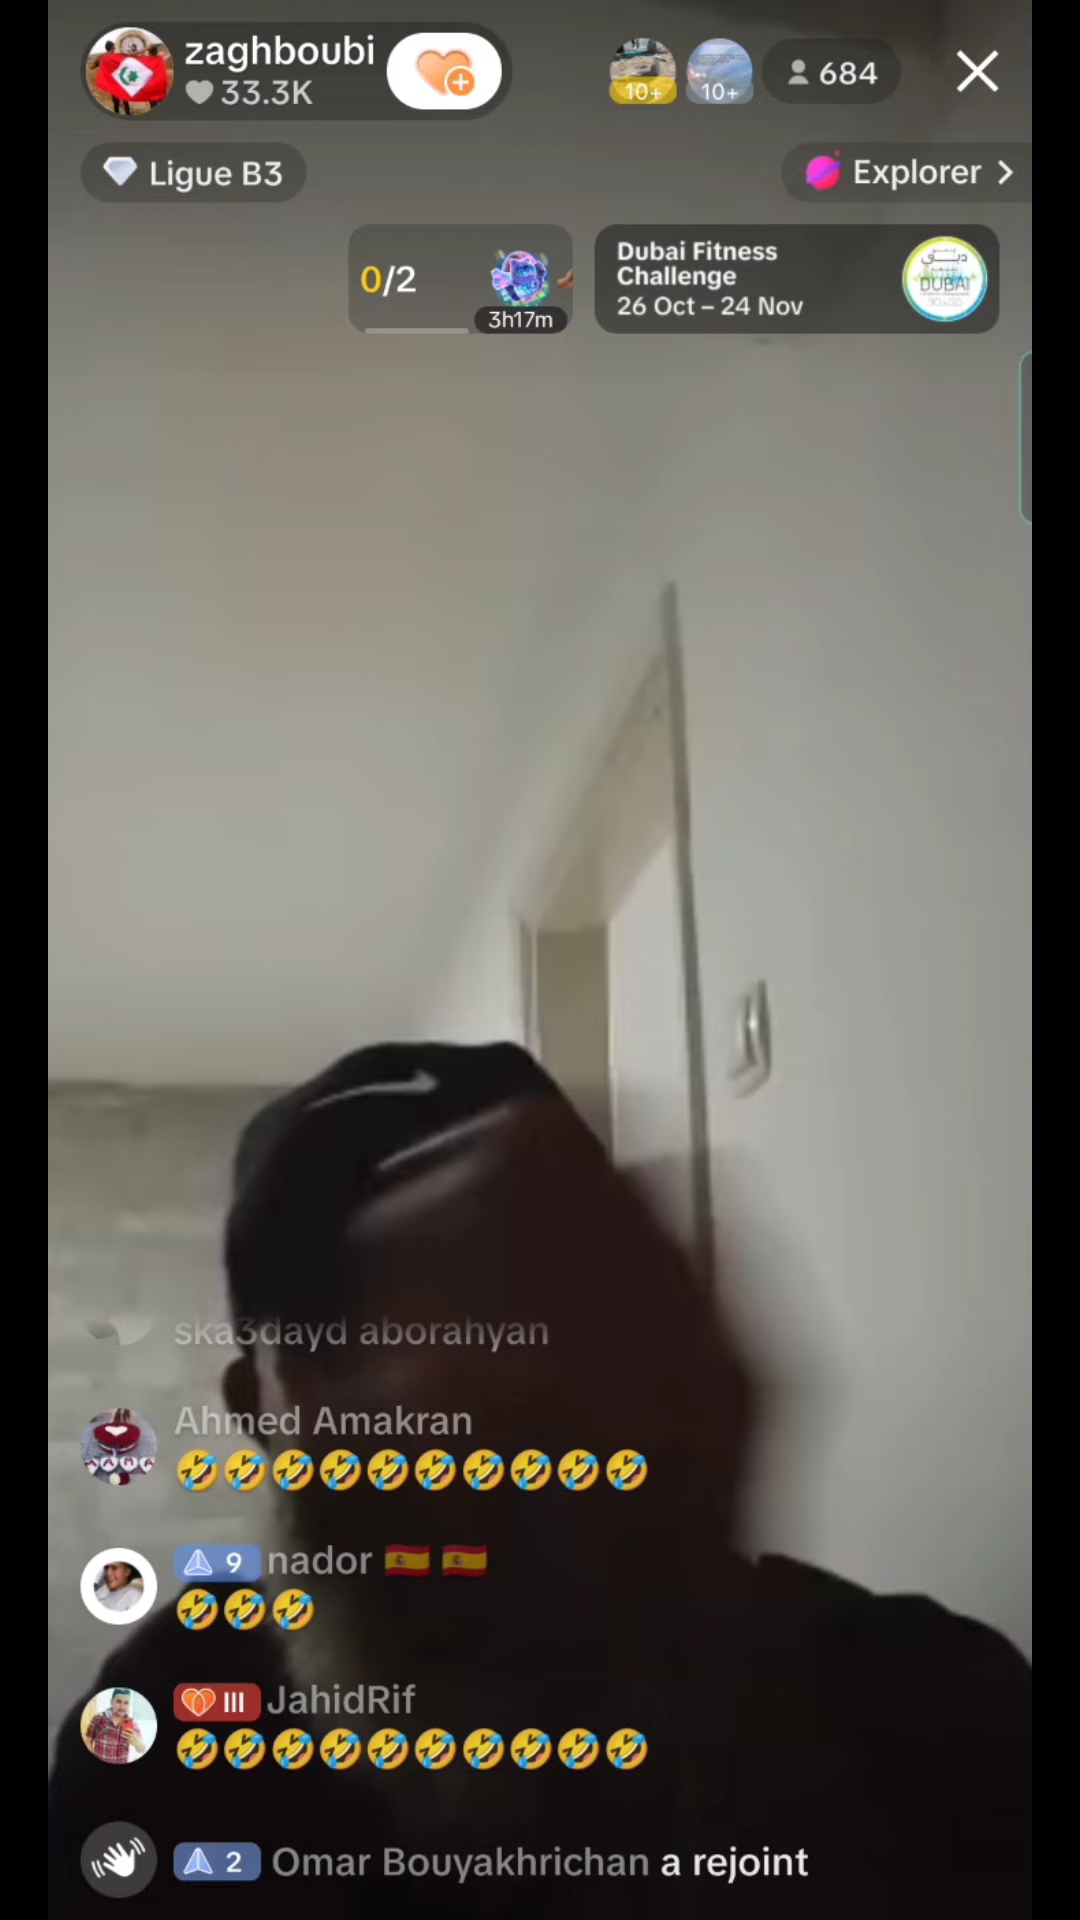 zaghboubi
33.3K
10+
10+
684
Ligue B3
Explorer
0/2
3h17m
Dubai Fitness
Challenge
26 Oct – 24 Nov
دبي
DUBAI
ska3dayd aborahyan
Ahmed Amakran
🤣🤣🤣🤣🤣🤣🤣🤣🤣🤣
9 nador 🇪🇸 🇪🇸
🤣🤣🤣
III JahidRif
🤣🤣🤣🤣🤣🤣🤣🤣🤣🤣
2 Omar Bouyakhrichan a rejoint